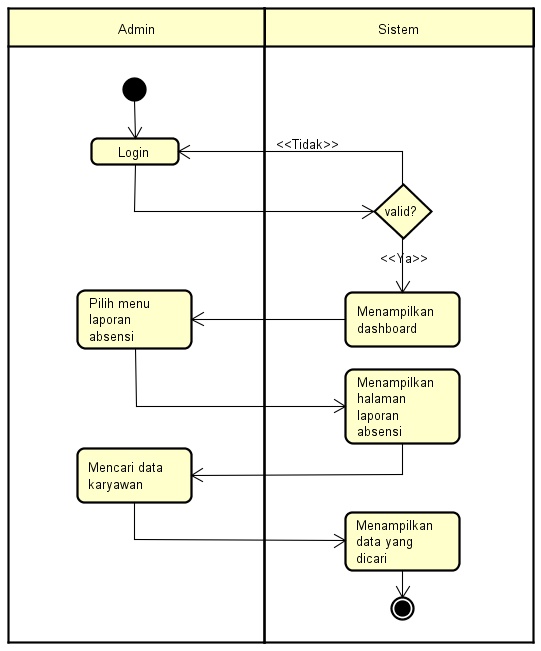 Admin
Sistem
Login
<<Tidak>>
valid?
<<Ya>>
Pilih menu
laporan
absensi
Menampilkan
dashboard
Menampilkan
halaman
laporan
absensi
Mencari data
karyawan
Menampilkan
data yang
dicari